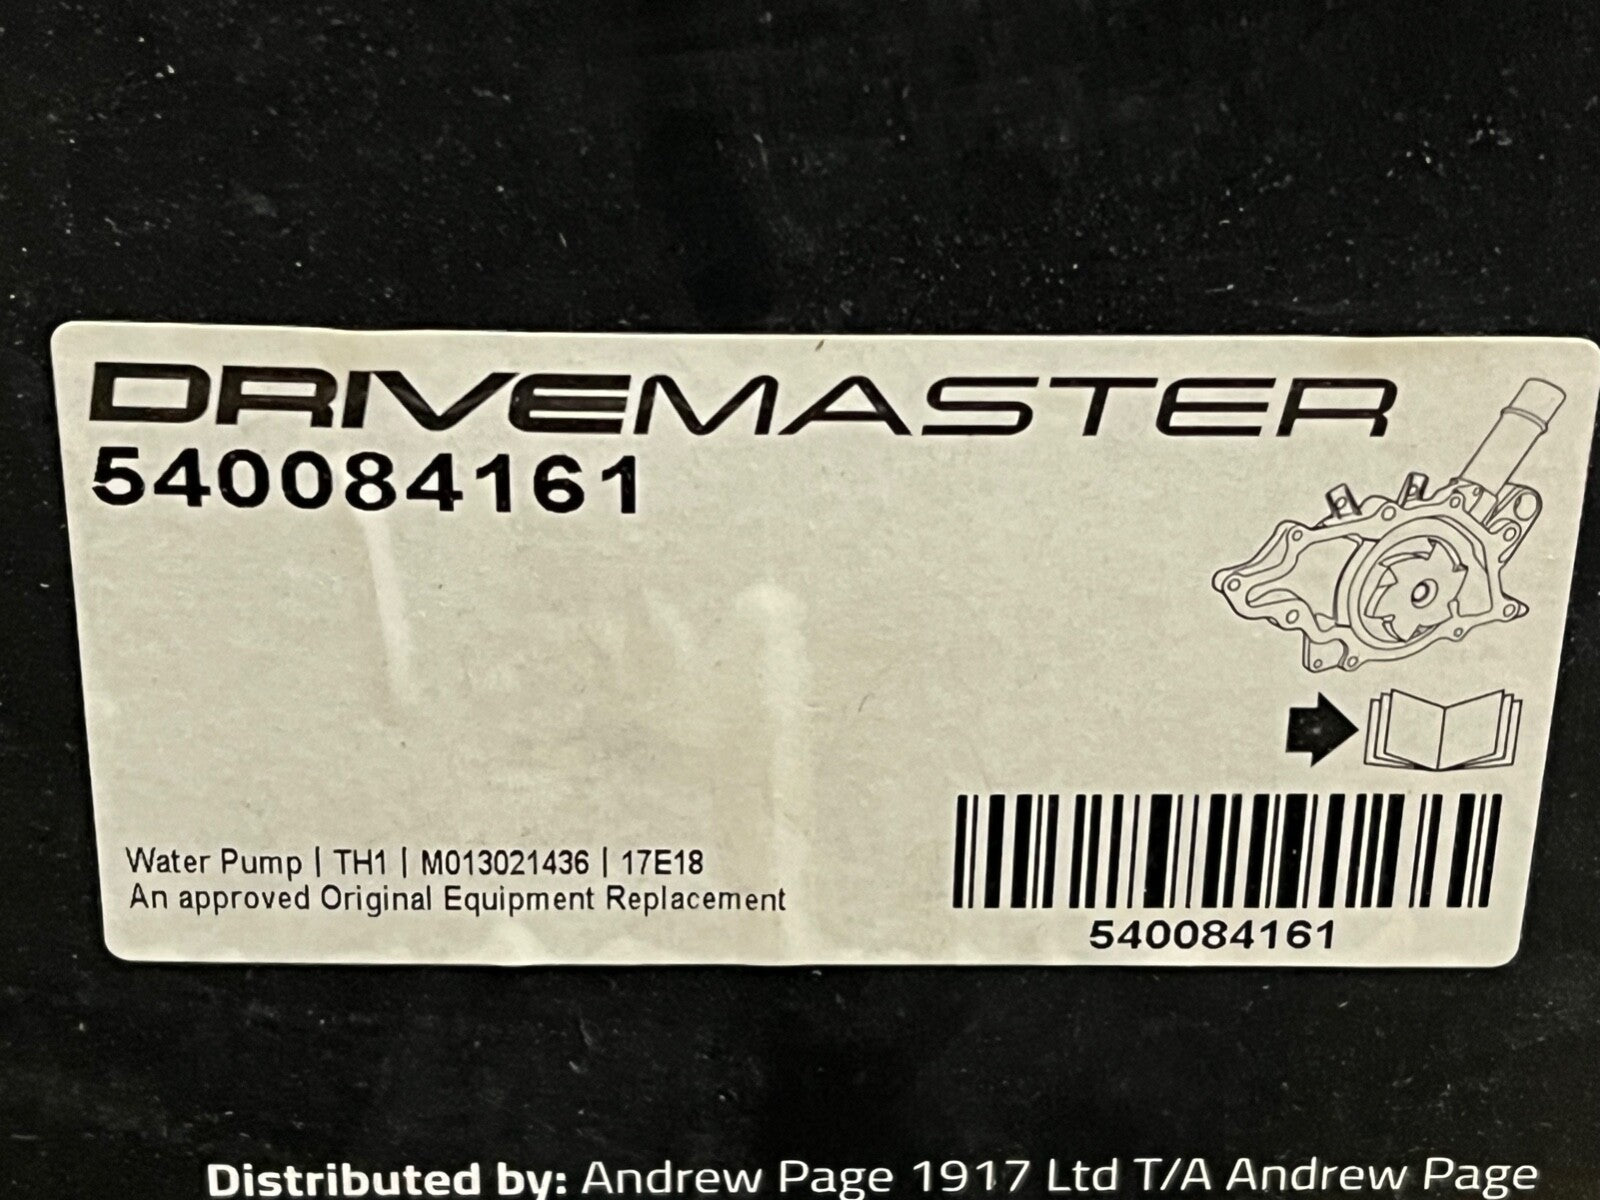 DRIVEMASTER
540084161
Water Pump | TH1 | M013021436 | 17E18
An approved Original Equipment Replacement
540084161
Distributed by: Andrew Page 1917 Ltd T/A Andrew Page